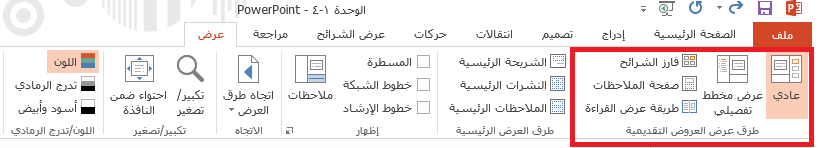 الوحدة ١-٤ - PowerPoint
ملف
الصفحة الرئيسية
إدراج
تصميم
انتقالات
حركات
عرض الشرائح
مراجعة
عرض
عادي
عرض مخطط
تفصيلي
فارز الشرائح
صفحة الملاحظات
طريقة عرض القراءة
طرق عرض العروض التقديمية
الشريحة الرئيسية
النشرات الرئيسية
الملاحظات الرئيسية
طرق العرض الرئيسية
المسطرة
خطوط الشبكة
خطوط الإرشاد
ملاحظات
إظهار
اتجاه طرق
العرض
الاتجاه
تكبير/
تصغير
احتواء ضمن
النافذة
تكبير/تصغير
اللون
تدرج الرمادي
أسود وأبيض
اللون/تدرج الرمادي